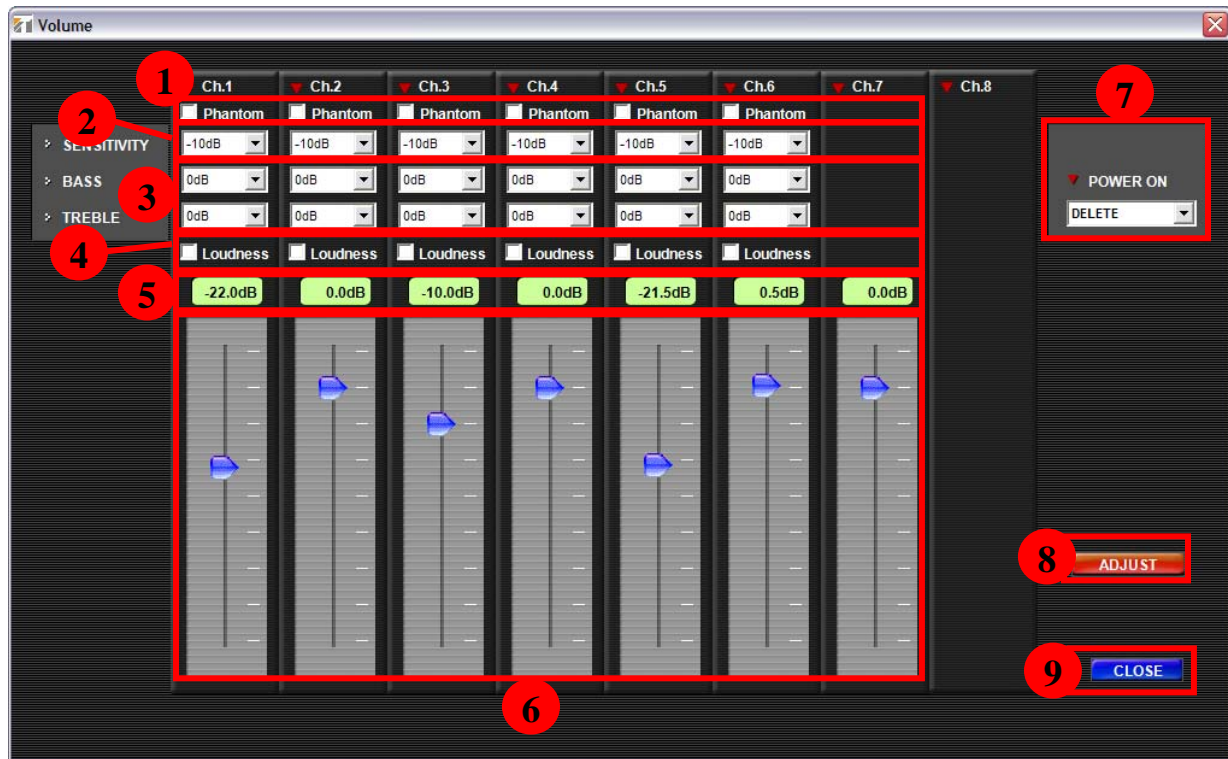 Volume
1 Ch.1 Ch.2 Ch.3 Ch.4 Ch.5 Ch.6 Ch.7 Ch.8
Phantom Phantom Phantom Phantom Phantom Phantom
7
2
SENSITIVITY -10dB -10dB -10dB -10dB -10dB -10dB
BASS 0dB 0dB 0dB 0dB 0dB 0dB
POWER ON
3
TREBLE 0dB 0dB 0dB 0dB 0dB 0dB
DELETE
4 Loudness Loudness Loudness Loudness Loudness Loudness
5 -22.0dB 0.0dB -10.0dB 0.0dB -21.5dB 0.5dB 0.0dB
8 ADJUST
9 CLOSE
6